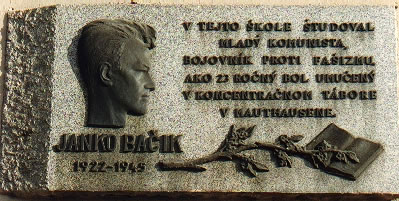 V TEJTO ŠKOLE ŠTUDOVAL
MLADÝ KOMUNISTA,
BOJOVNÍK PROTI FAŠIZMU.
AKO 23 ROČNÝ BOL UMUČENÝ
V KONCENTRAČNOM TÁBORE
V MAUTHAUSENE.
JANKO BAČÍK
1922-1945